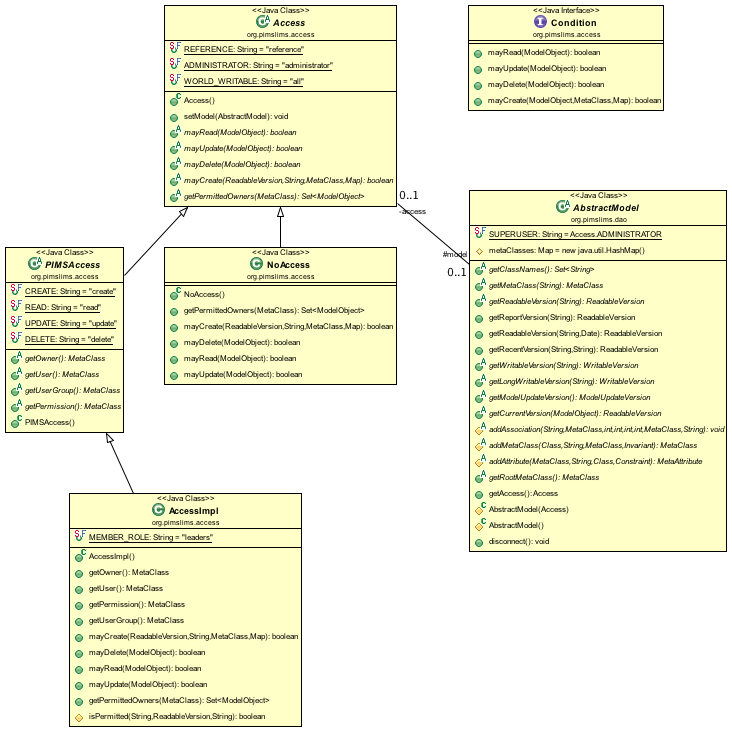 <<Java Class>>
Access
org.pimslims.access
REFERENCE: String = "reference"
ADMINISTRATOR: String = "administrator"
WORLD_WRITABLE: String = "all"
Access()
setModel(AbstractModel): void
mayRead(ModelObject): boolean
mayUpdate(ModelObject): boolean
mayDelete(ModelObject): boolean
mayCreate(ReadableVersion,String,MetaClass,Map): boolean
getPermittedOwners(MetaClass): Set<ModelObject>
<<Java Interface>>
Condition
org.pimslims.access
mayRead(ModelObject): boolean
mayUpdate(ModelObject): boolean
mayDelete(ModelObject): boolean
mayCreate(ModelObject,MetaClass,Map): boolean
0..1
-access
#model
0..1
<<Java Class>>
AbstractModel
org.pimslims.dao
SUPERUSER: String = Access.ADMINISTRATOR
metaClasses: Map = new java.util.HashMap()
getClassNames(): Set<String>
getMetaClass(String): MetaClass
getReadableVersion(String): ReadableVersion
getReportVersion(String): ReadableVersion
getReadableVersion(String,Date): ReadableVersion
getRecentVersion(String,String): ReadableVersion
getWritableVersion(String): WritableVersion
getLongWritableVersion(String): WritableVersion
getModelUpdateVersion(): ModelUpdateVersion
getCurrentVersion(ModelObject): ReadableVersion
addAssociation(String,MetaClass,int,int,int,int,MetaClass,String): void
addMetaClass(Class,String,MetaClass,Invariant): MetaClass
addAttribute(MetaClass,String,Class,Constraint): MetaAttribute
getRootMetaClass(): MetaClass
getAccess(): Access
AbstractModel(Access)
AbstractModel()
disconnect(): void
<<Java Class>>
PIMSAccess
org.pimslims.access
CREATE: String = "create"
READ: String = "read"
UPDATE: String = "update"
DELETE: String = "delete"
getOwner(): MetaClass
getUser(): MetaClass
getUserGroup(): MetaClass
getPermission(): MetaClass
PIMSAccess()
<<Java Class>>
NoAccess
org.pimslims.access
NoAccess()
getPermittedOwners(MetaClass): Set<ModelObject>
mayCreate(ReadableVersion,String,MetaClass,Map): boolean
mayDelete(ModelObject): boolean
mayRead(ModelObject): boolean
mayUpdate(ModelObject): boolean
<<Java Class>>
AccessImpl
org.pimslims.access
MEMBER_ROLE: String = "leaders"
AccessImpl()
getOwner(): MetaClass
getUser(): MetaClass
getPermission(): MetaClass
getUserGroup(): MetaClass
mayCreate(ReadableVersion,String,MetaClass,Map): boolean
mayDelete(ModelObject): boolean
mayRead(ModelObject): boolean
mayUpdate(ModelObject): boolean
getPermittedOwners(MetaClass): Set<ModelObject>
isPermitted(String,ReadableVersion,String): boolean